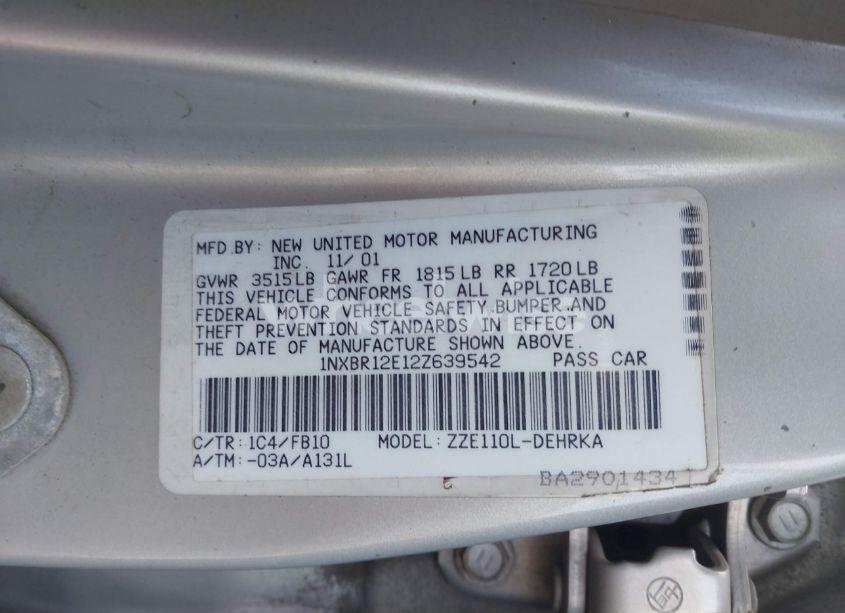 MFD.BY: NEW UNITED MOTOR MANUFACTURING
INC. 11/01
GVWR 3515LB GAWR FR 1815LB RR 1720LB
THIS VEHICLE CONFORMS TO ALL APPLICABLE
FEDERAL MOTOR VEHICLE SAFETY,BUMPER,AND
THEFT PREVENTION STANDARDS IN EFFECT ON
THE DATE OF MANUFACTURE SHOWN ABOVE.
1NXBR12E12Z639542 PASS CAR
C/TR:1C4/FB10 MODEL:ZZE110L-DEHRKA
A/TM:-03A/A131L
BA2901434